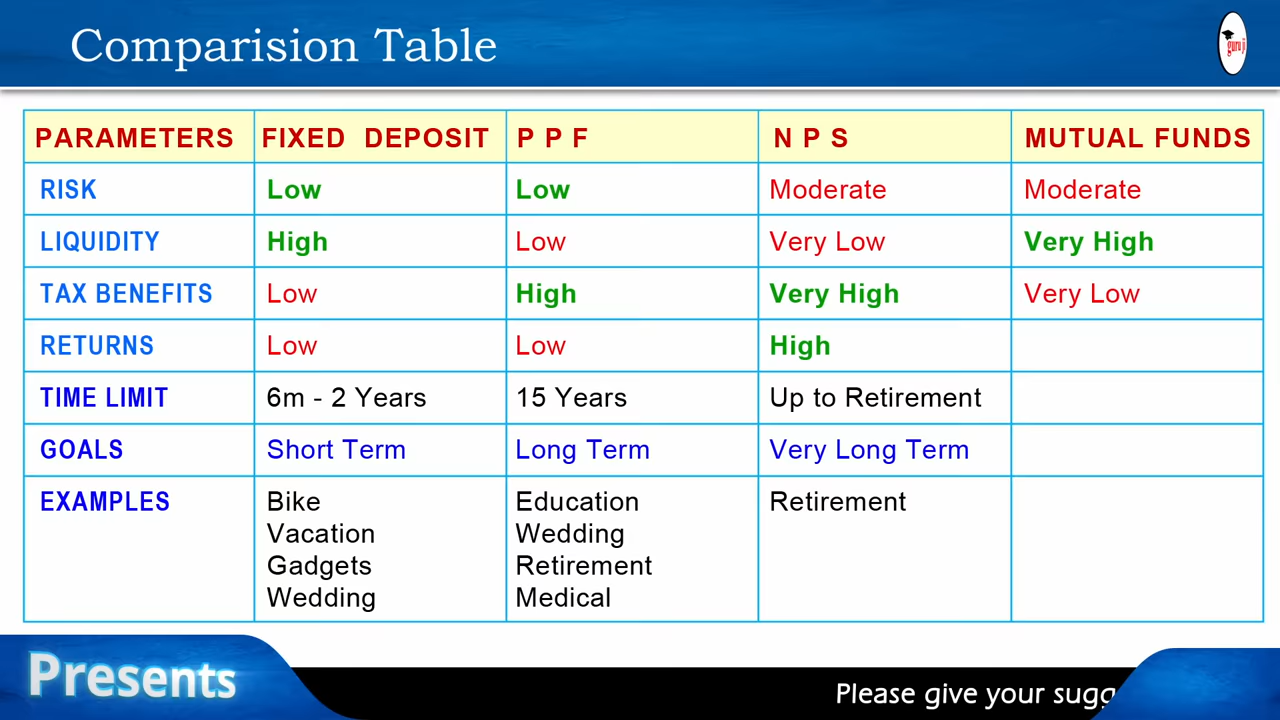 Comparision Table
guru ji
PARAMETERS FIXED DEPOSIT P P F N P S MUTUAL FUNDS
RISK Low Low Moderate Moderate
LIQUIDITY High Low Very Low Very High
TAX BENEFITS Low High Very High Very Low
RETURNS Low Low High
TIME LIMIT 6m - 2 Years 15 Years Up to Retirement
GOALS Short Term Long Term Very Long Term
EXAMPLES Bike Education Retirement
Vacation Wedding
Gadgets Retirement
Wedding Medical
Presents
Please give your sugg